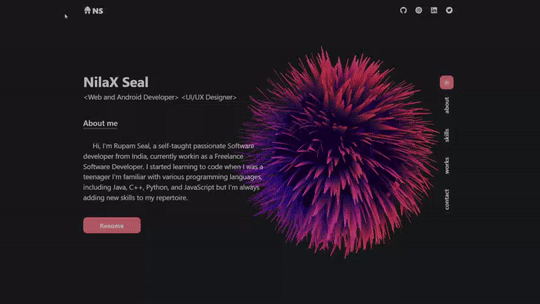 NS
NilaX Seal
<Web and Android Developer> <UI/UX Designer>
About me
Hi, I'm Rupam Seal, a self-taught passionate Software
developer from India, currently workin as a Freelance
Software Developer. I started learning to code when I was a
teenager I'm familiar with various programming languages,
including Java, C++, Python, and JavaScript but I'm always
adding new skills to my repertoire.
Resume
about
skills
works
contact